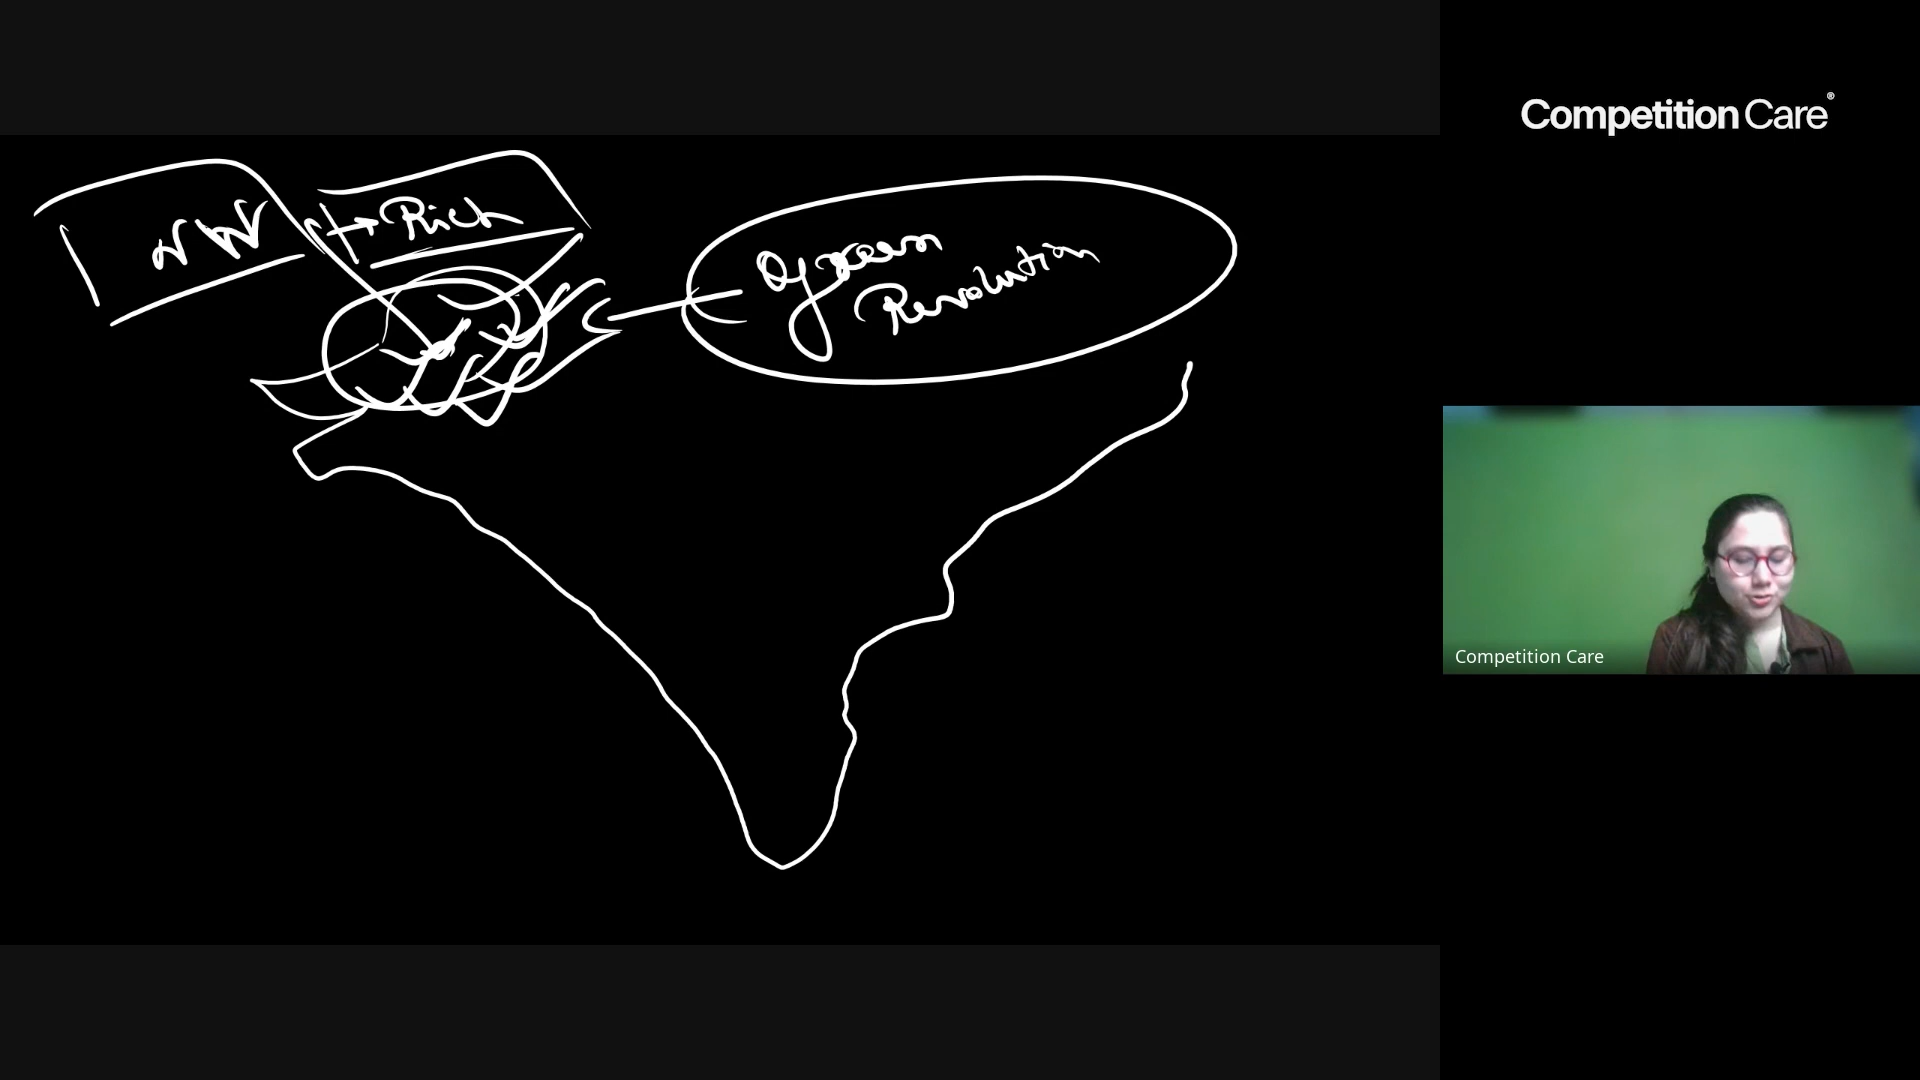 NW
→ Rich
Green
Revolution
Competition Care®
Competition Care